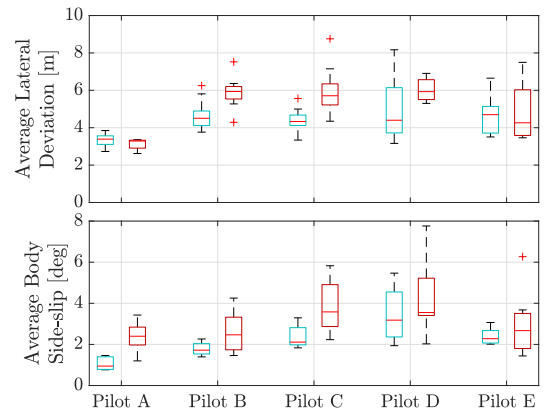 10
8
6
4
2
0
Average Lateral
Deviation [m]
8
6
4
2
0
Average Body
Side-slip [deg]
Pilot A Pilot B Pilot C Pilot D Pilot E